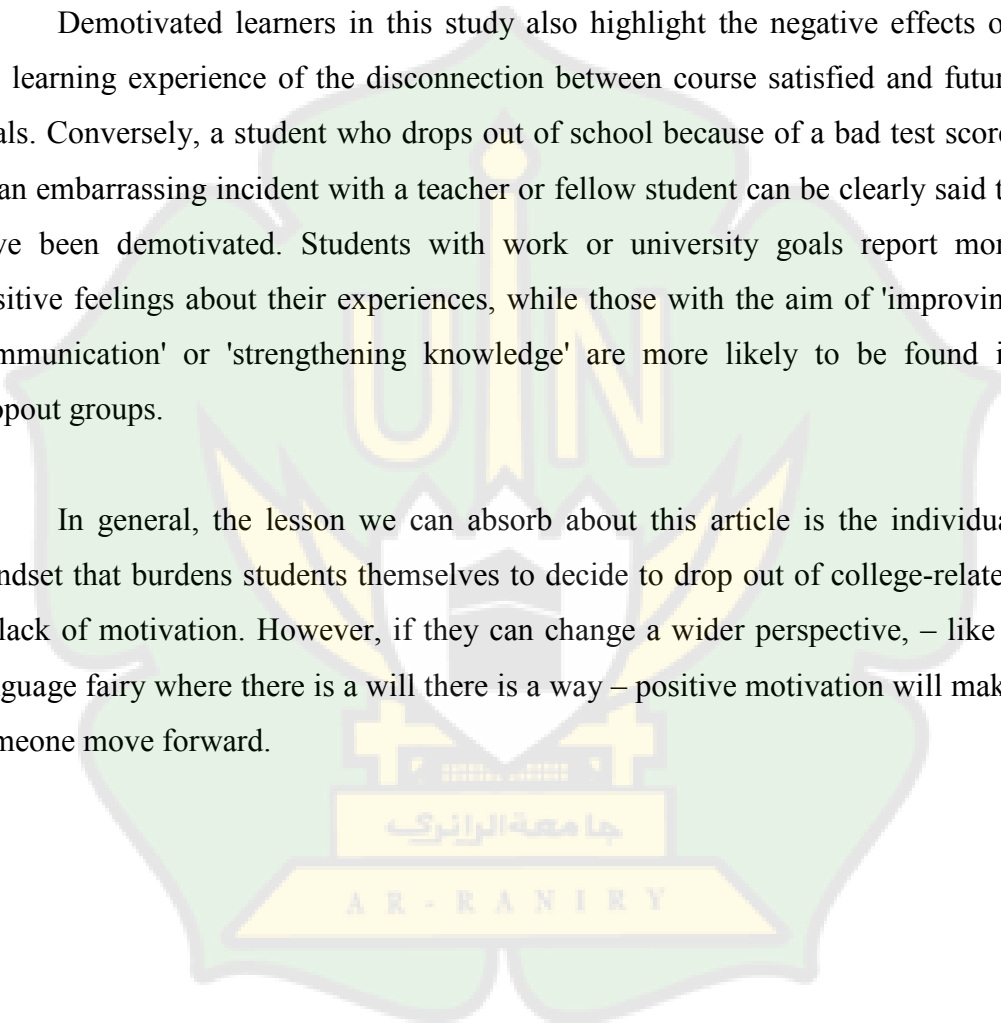 Demotivated learners in this study also highlight the negative effects o
learning experience of the disconnection between course satisfied and futur
als. Conversely, a student who drops out of school because of a bad test score
an embarrassing incident with a teacher or fellow student can be clearly said t
ve been demotivated. Students with work or university goals report mor
sitive feelings about their experiences, while those with the aim of 'improvin
mmunication' or 'strengthening knowledge' are more likely to be found i
opout groups.
In general, the lesson we can absorb about this article is the individua
ndset that burdens students themselves to decide to drop out of college-relate
lack of motivation. However, if they can change a wider perspective, – like
guage fairy where there is a will there is a way – positive motivation will mak
meone move forward.
UIN
جامعة الرانري
AR-RANIRY